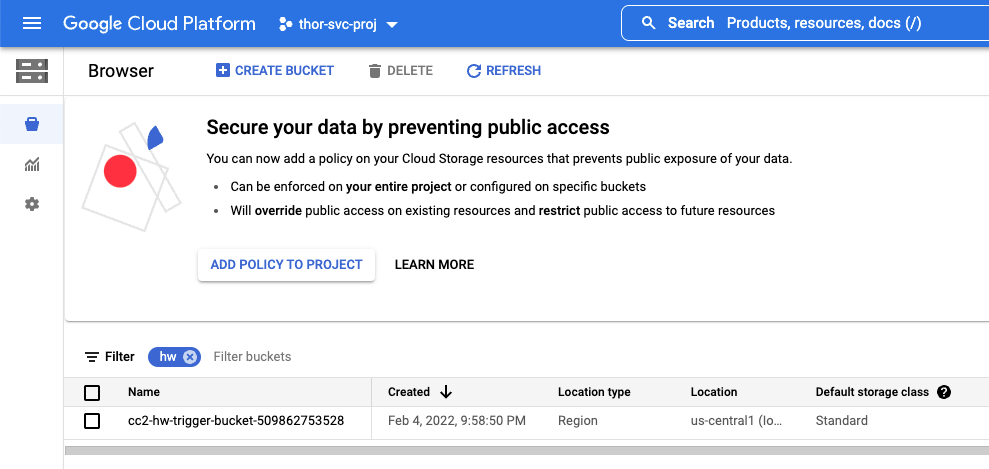 Google Cloud Platform thor-svc-proj Search Products, resources, docs (/)
Browser CREATE BUCKET DELETE REFRESH
Secure your data by preventing public access
You can now add a policy on your Cloud Storage resources that prevents public exposure of your data.
• Can be enforced on your entire project or configured on specific buckets
• Will override public access on existing resources and restrict public access to future resources
ADD POLICY TO PROJECT LEARN MORE
Filter hw Filter buckets
Name Created Location type Location Default storage class
cc2-hw-trigger-bucket-509862753528 Feb 4, 2022, 9:58:50 PM Region us-central1 (Io... Standard